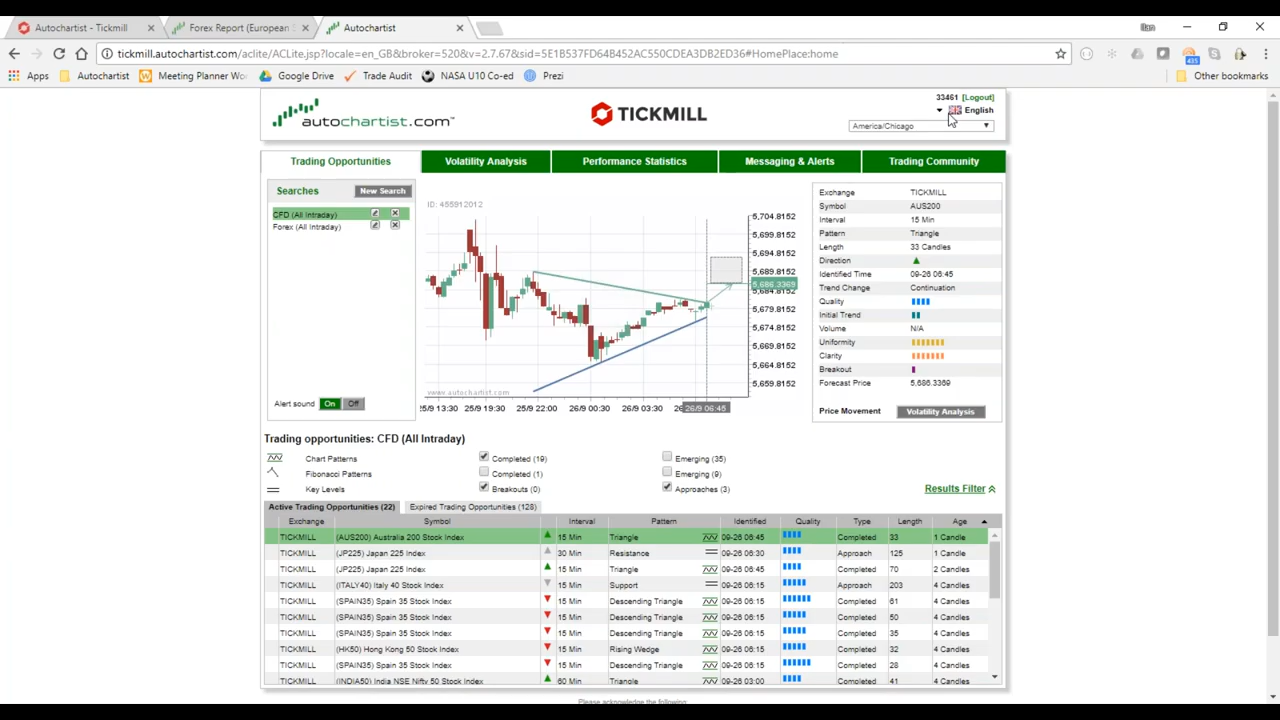 Autochartist - Tickmill
Forex Report (European
Autochartist
Ilan
tickmill.autochartist.com/aclite/ACLite.jsp?locale=en_GB&broker=520&v=2.7.67&sid=5E1B537FD64B452AC550CDEA3DB2ED36#HomePlace:home
Apps Autochartist Meeting Planner Wo Google Drive Trade Audit NASA U10 Co-ed Prezi Other bookmarks
435
33461 [Logout]
English
America/Chicago
autochartist.com™
TICKMILL
Trading Opportunities Volatility Analysis Performance Statistics Messaging & Alerts Trading Community
Searches New Search
CFD (All Intraday)
Forex (All Intraday)
Alert sound On Off
ID: 455912012
5,704.8152
5,699.8152
5,694.8152
5,689.8152
5,686.3369
5,684.8152
5,679.8152
5,674.8152
5,669.8152
5,664.8152
5,659.8152
www.autochartist.com
25/9 13:30 25/9 19:30 25/9 22:00 26/9 00:30 26/9 03:30 26/9 06:45
Exchange TICKMILL
Symbol AUS200
Interval 15 Min
Pattern Triangle
Length 33 Candles
Direction
Identified Time 09-26 06:45
Trend Change Continuation
Quality
Initial Trend
Volume N/A
Uniformity
Clarity
Breakout
Forecast Price 5,686.3369
Price Movement Volatility Analysis
Trading opportunities: CFD (All Intraday)
Chart Patterns Completed (19) Emerging (35)
Fibonacci Patterns Completed (1) Emerging (9)
Key Levels Breakouts (0) Approaches (3)
Results Filter
Active Trading Opportunities (22) Expired Trading Opportunities (128)
Exchange Symbol Interval Pattern Identified Quality Type Length Age
TICKMILL (AUS200) Australia 200 Stock Index 15 Min Triangle 09-26 06:45 Completed 33 1 Candle
TICKMILL (JP225) Japan 225 Index 30 Min Resistance 09-26 06:30 Approach 125 1 Candle
TICKMILL (JP225) Japan 225 Index 15 Min Triangle 09-26 06:45 Completed 70 2 Candles
TICKMILL (ITALY40) Italy 40 Stock Index 15 Min Support 09-26 06:15 Approach 203 4 Candles
TICKMILL (SPAIN35) Spain 35 Stock Index 15 Min Descending Triangle 09-26 06:15 Completed 61 4 Candles
TICKMILL (SPAIN35) Spain 35 Stock Index 15 Min Descending Triangle 09-26 06:15 Completed 50 4 Candles
TICKMILL (SPAIN35) Spain 35 Stock Index 15 Min Descending Triangle 09-26 06:15 Completed 35 4 Candles
TICKMILL (HK50) Hong Kong 50 Stock Index 15 Min Rising Wedge 09-26 06:15 Completed 32 4 Candles
TICKMILL (SPAIN35) Spain 35 Stock Index 15 Min Descending Triangle 09-26 06:15 Completed 28 4 Candles
TICKMILL (INDIA50) India NSE Nifty 50 Stock Index 60 Min Triangle 09-26 03:00 Completed 41 4 Candles
Please acknowledge the following: